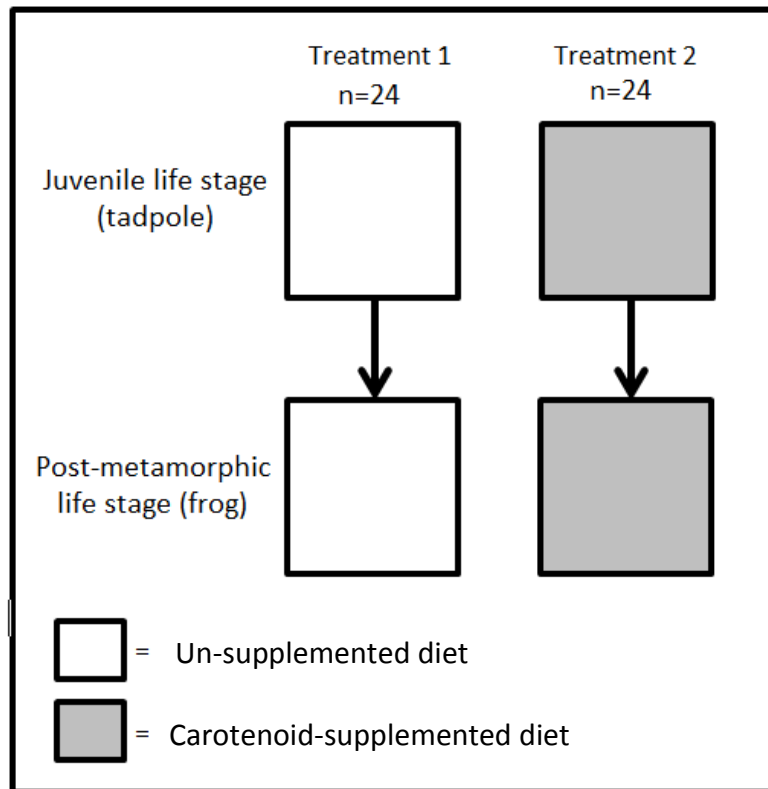 Treatment 1
n=24
Treatment 2
n=24
Juvenile life stage
(tadpole)
Post-metamorphic
life stage (frog)
= Un-supplemented diet
= Carotenoid-supplemented diet